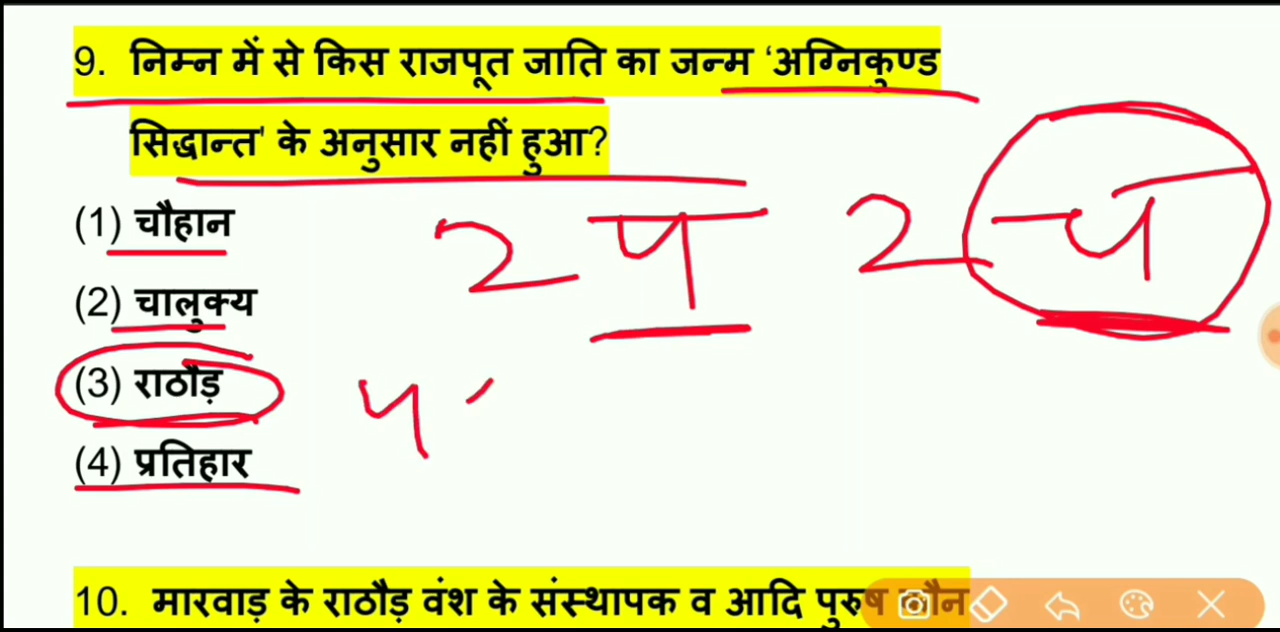 9. निम्न में से किस राजपूत जाति का जन्म 'अग्निकुण्ड
सिद्धान्त' के अनुसार नहीं हुआ?
(1) चौहान
2 प 2 च
(2) चालुक्य
(3) राठौड़
(4) प्रतिहार
10. मारवाड़ के राठौड़ वंश के संस्थापक व आदि पुरुष कौन